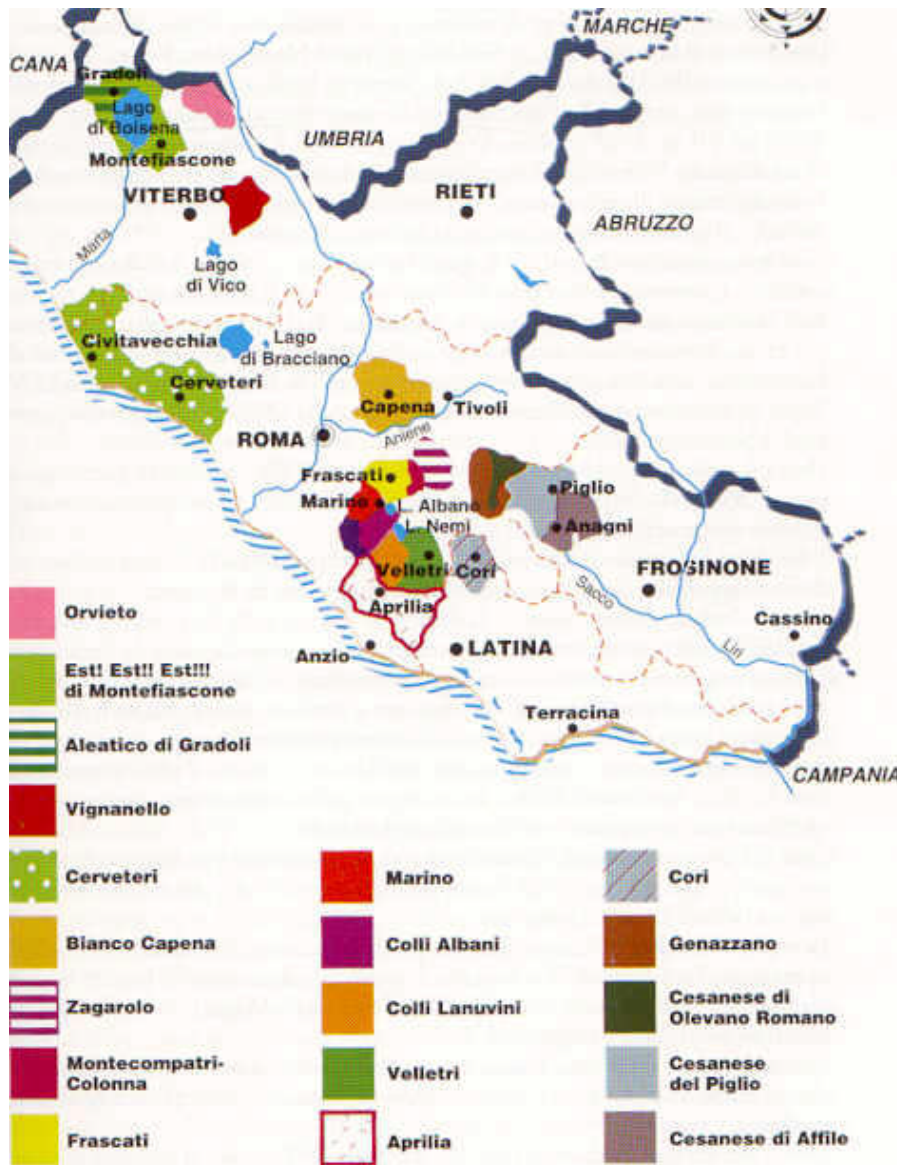 MARCHE
CANA
Gradoli
Lago
di Bolsena
UMBRIA
Montefiascone
VITERBO
RIETI
ABRUZZO
Marta
Lago
di Vico
Civitavecchia
Lago
di Bracciano
Cerveteri
Capena
Tivoli
ROMA
Aniene
Frascati
Marino
L. Albano
L. Nemi
Piglio
Anagni
Velletri
Cori
FROSINONE
Aprilia
Sacco
Cassino
Anzio
LATINA
Liri
Terracina
CAMPANIA
Orvieto
Est! Est!! Est!!!
di Montefiascone
Aleatico di Gradoli
Vignanello
Cerveteri
Bianco Capena
Zagarolo
Montecompatri-
Colonna
Frascati
Marino
Colli Albani
Colli Lanuvini
Velletri
Aprilia
Cori
Genazzano
Cesanese di
Olevano Romano
Cesanese
del Piglio
Cesanese di Affile